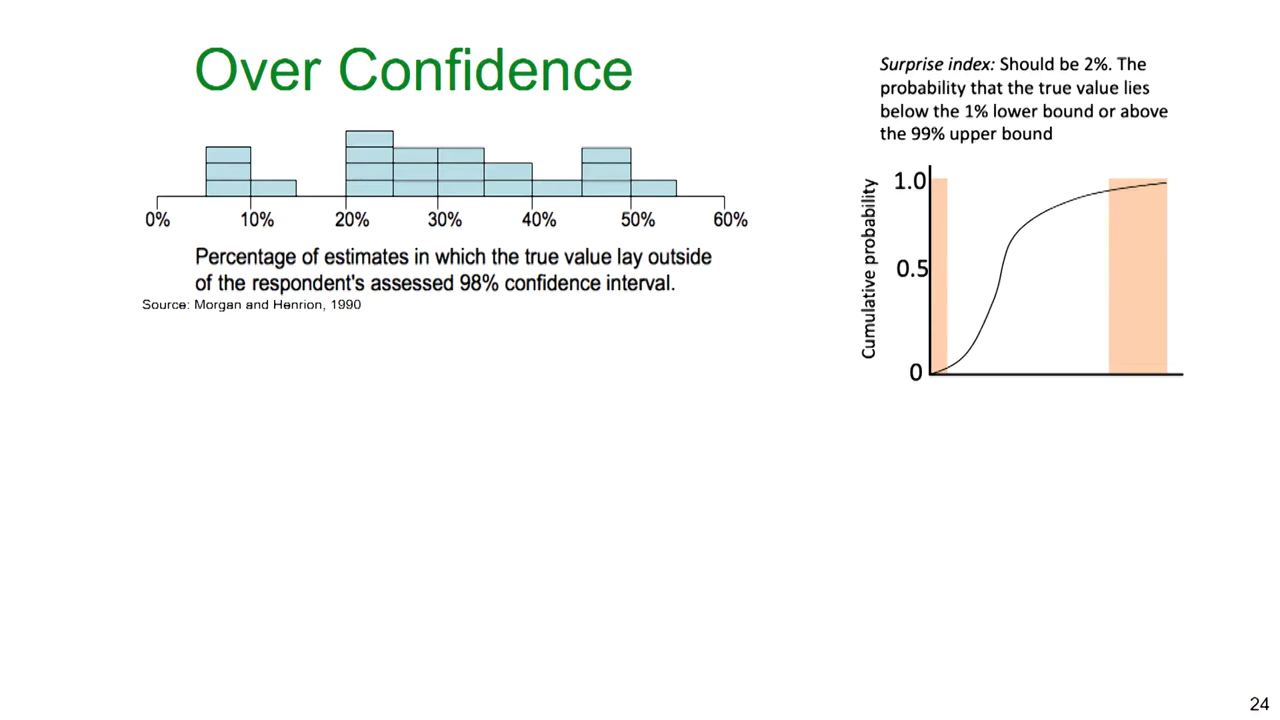 Over Confidence
0% 10% 20% 30% 40% 50% 60%
Percentage of estimates in which the true value lay outside
of the respondent's assessed 98% confidence interval.
Source: Morgan and Henrion, 1990
Surprise index: Should be 2%. The
probability that the true value lies
below the 1% lower bound or above
the 99% upper bound
Cumulative probability
1.0
0.5
0
24